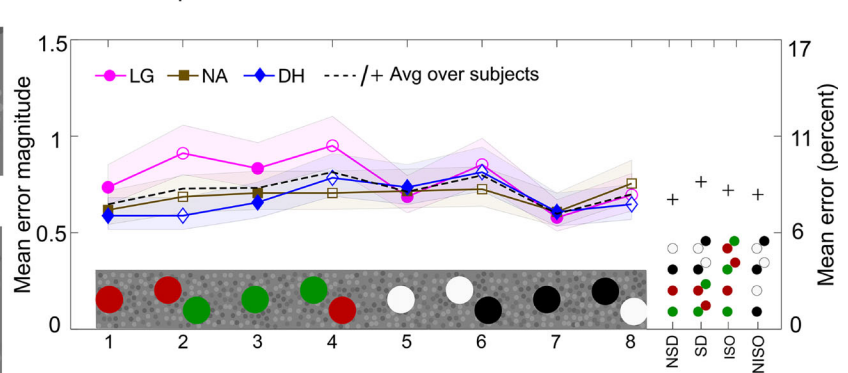 1.5
17
LG NA DH /+ Avg over subjects
1
11
0.5
6
0
0
1 2 3 4 5 6 7 8
NSD
SD
ISO
NISO
Mean error magnitude
Mean error (percent)